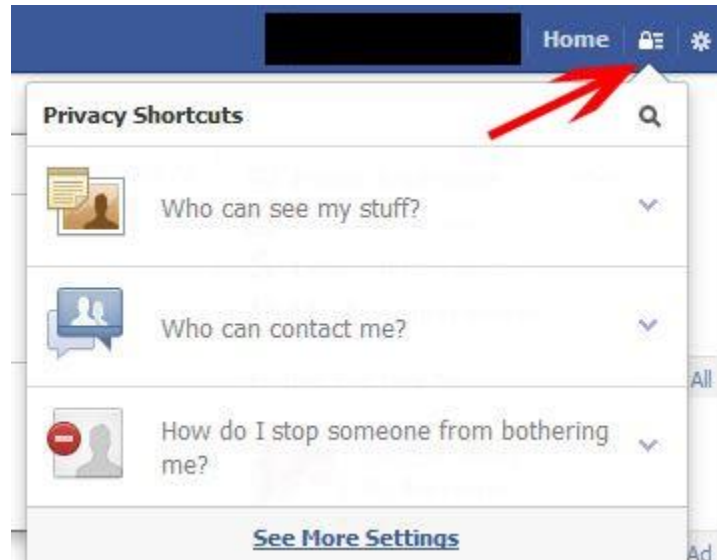 Home
Privacy Shortcuts
Who can see my stuff?
Who can contact me?
All
How do I stop someone from bothering
me?
See More Settings
Ad